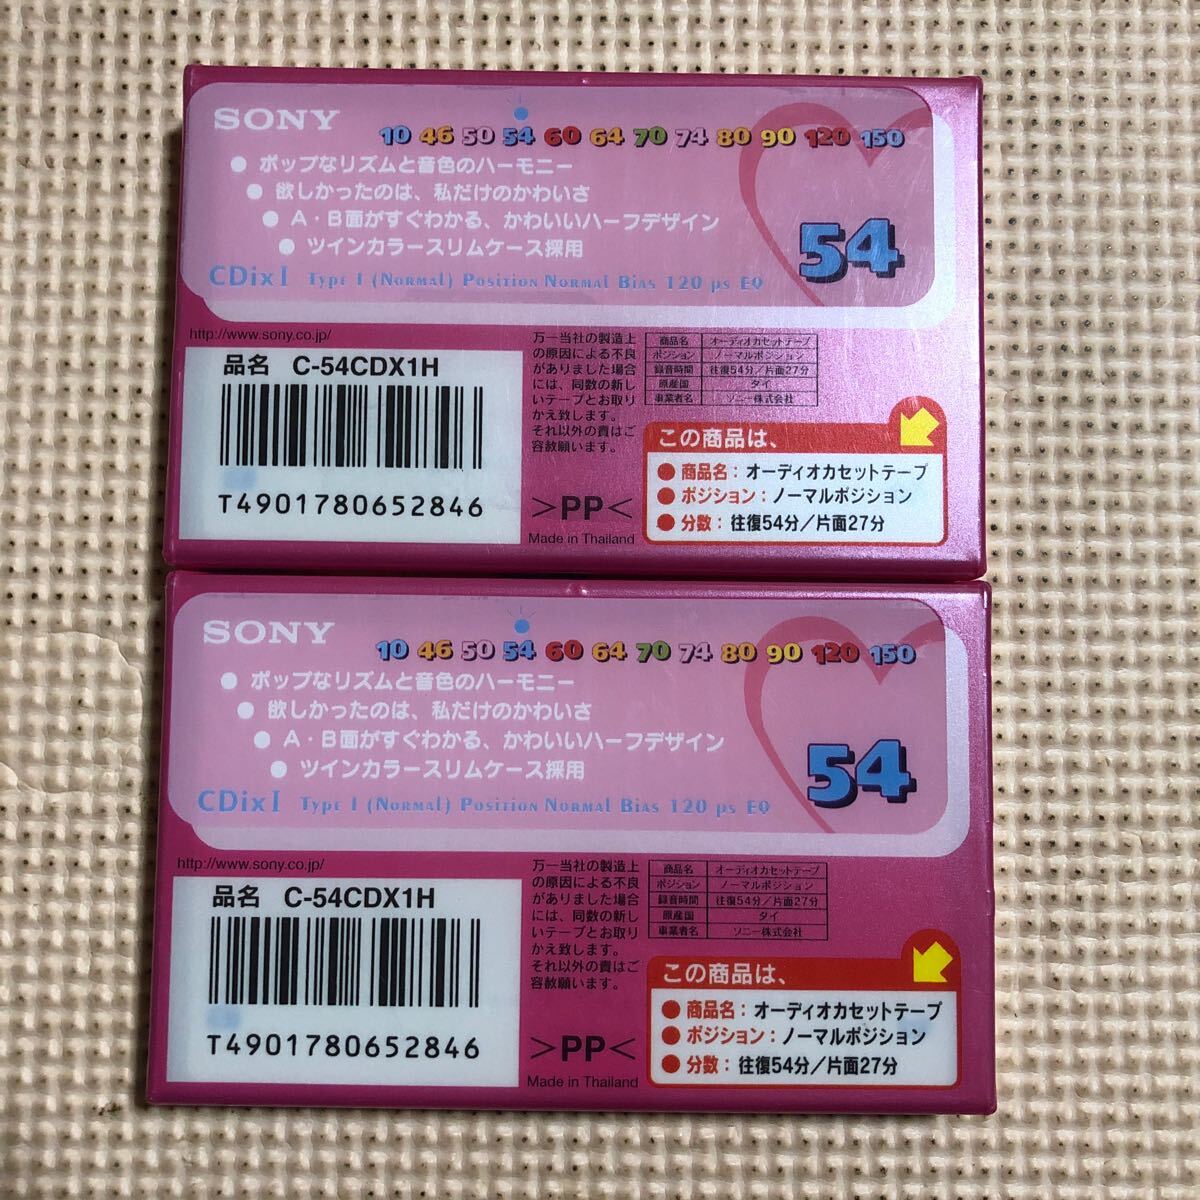 SONY
10 46 50 54 60 64 70 74 80 90 120 150
● ポップなリズムと音色のハーモニー
● 欲しかったのは、私だけのかわいさ
● A・B面がすぐわかる、かわいいハーフデザイン
● ツインカラースリムケース採用
54
CDixI Type I (Normal) Position Normal Bias 120 μs EQ
http://www.sony.co.jp/
品名 C-54CDX1H
T4901780652846
万一当社の製造上
の原因による不良
がありました場合
には、同数の新し
いテープとお取り
かえ致します。
それ以外の責はご
容赦願います。
>PP<
Made in Thailand
商品名 オーディオカセットテープ
ポジション ノーマルポジション
録音時間 往復54分/片面27分
原産国 タイ
事業者名 ソニー株式会社
この商品は、
● 商品名：オーディオカセットテープ
● ポジション：ノーマルポジション
● 分数：往復54分/片面27分
SONY
10 46 50 54 60 64 70 74 80 90 120 150
● ポップなリズムと音色のハーモニー
● 欲しかったのは、私だけのかわいさ
● A・B面がすぐわかる、かわいいハーフデザイン
● ツインカラースリムケース採用
54
CDixI Type I (Normal) Position Normal Bias 120 μs EQ
http://www.sony.co.jp/
品名 C-54CDX1H
T4901780652846
万一当社の製造上
の原因による不良
がありました場合
には、同数の新し
いテープとお取り
かえ致します。
それ以外の責はご
容赦願います。
>PP<
Made in Thailand
商品名 オーディオカセットテープ
ポジション ノーマルポジション
録音時間 往復54分/片面27分
原産国 タイ
事業者名 ソニー株式会社
この商品は、
● 商品名：オーディオカセットテープ
● ポジション：ノーマルポジション
● 分数：往復54分/片面27分